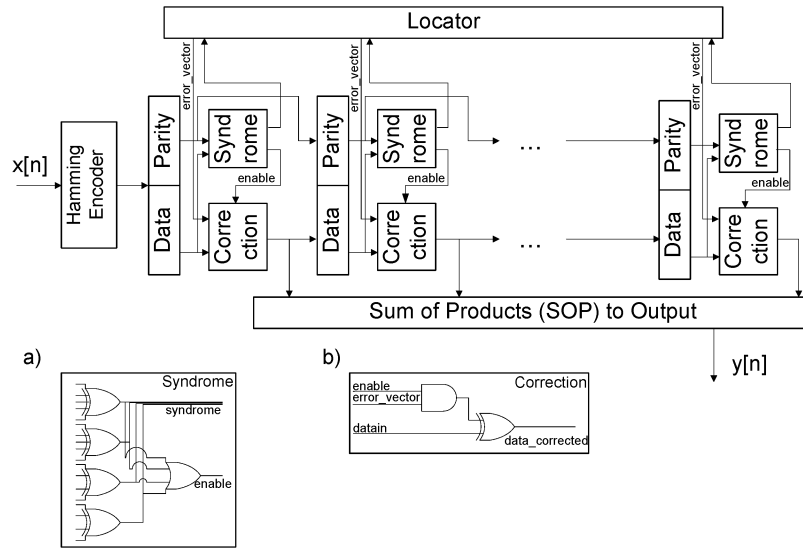 Locator
error_vector
error_vector
error_vector
x[n]
Hamming
Encoder
Parity
Data
Synd
rome
enable
Corre
ction
Parity
Data
Synd
rome
enable
Corre
ction
...
...
Parity
Data
Synd
rome
enable
Corre
ction
Sum of Products (SOP) to Output
y[n]
a)
Syndrome
syndrome
enable
b)
Correction
enable
error_vector
datain
data_corrected